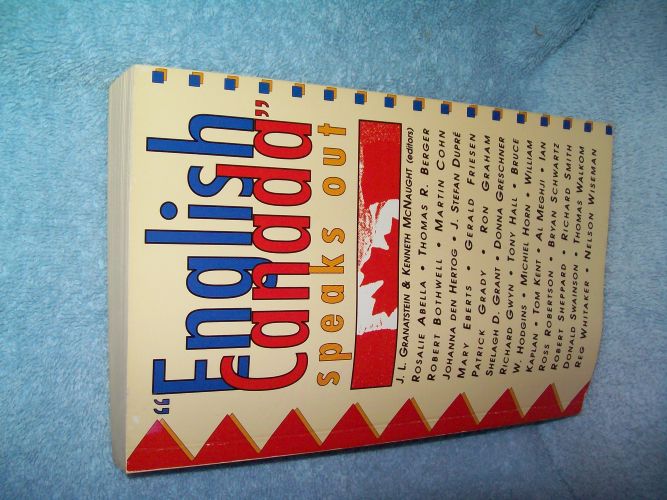 "English
Canada"
speaks out
J. L. GRANATSTEIN & KENNETH MCNAUGHT (editors)
ROSALIE ABELLA • THOMAS R. BERGER
ROBERT BOTHWELL • MARTIN COHN
JOHANNA DEN HERTOG • J. STEFAN DUPRÉ
MARY EBERTS • GERALD FRIESEN
PATRICK GRADY • RON GRAHAM
SHELAGH D. GRANT • DONNA GRESCHNER
RICHARD GWYN • TONY HALL • BRUCE
W. HODGINS • MICHIEL HORN • WILLIAM
KAPLAN • TOM KENT • AL MEGHJI • IAN
ROSS ROBERTSON • BRYAN SCHWARTZ
ROBERT SHEPPARD • RICHARD SMITH
DONALD SWAINSON • THOMAS WALKOM
REG WHITAKER • NELSON WISEMAN